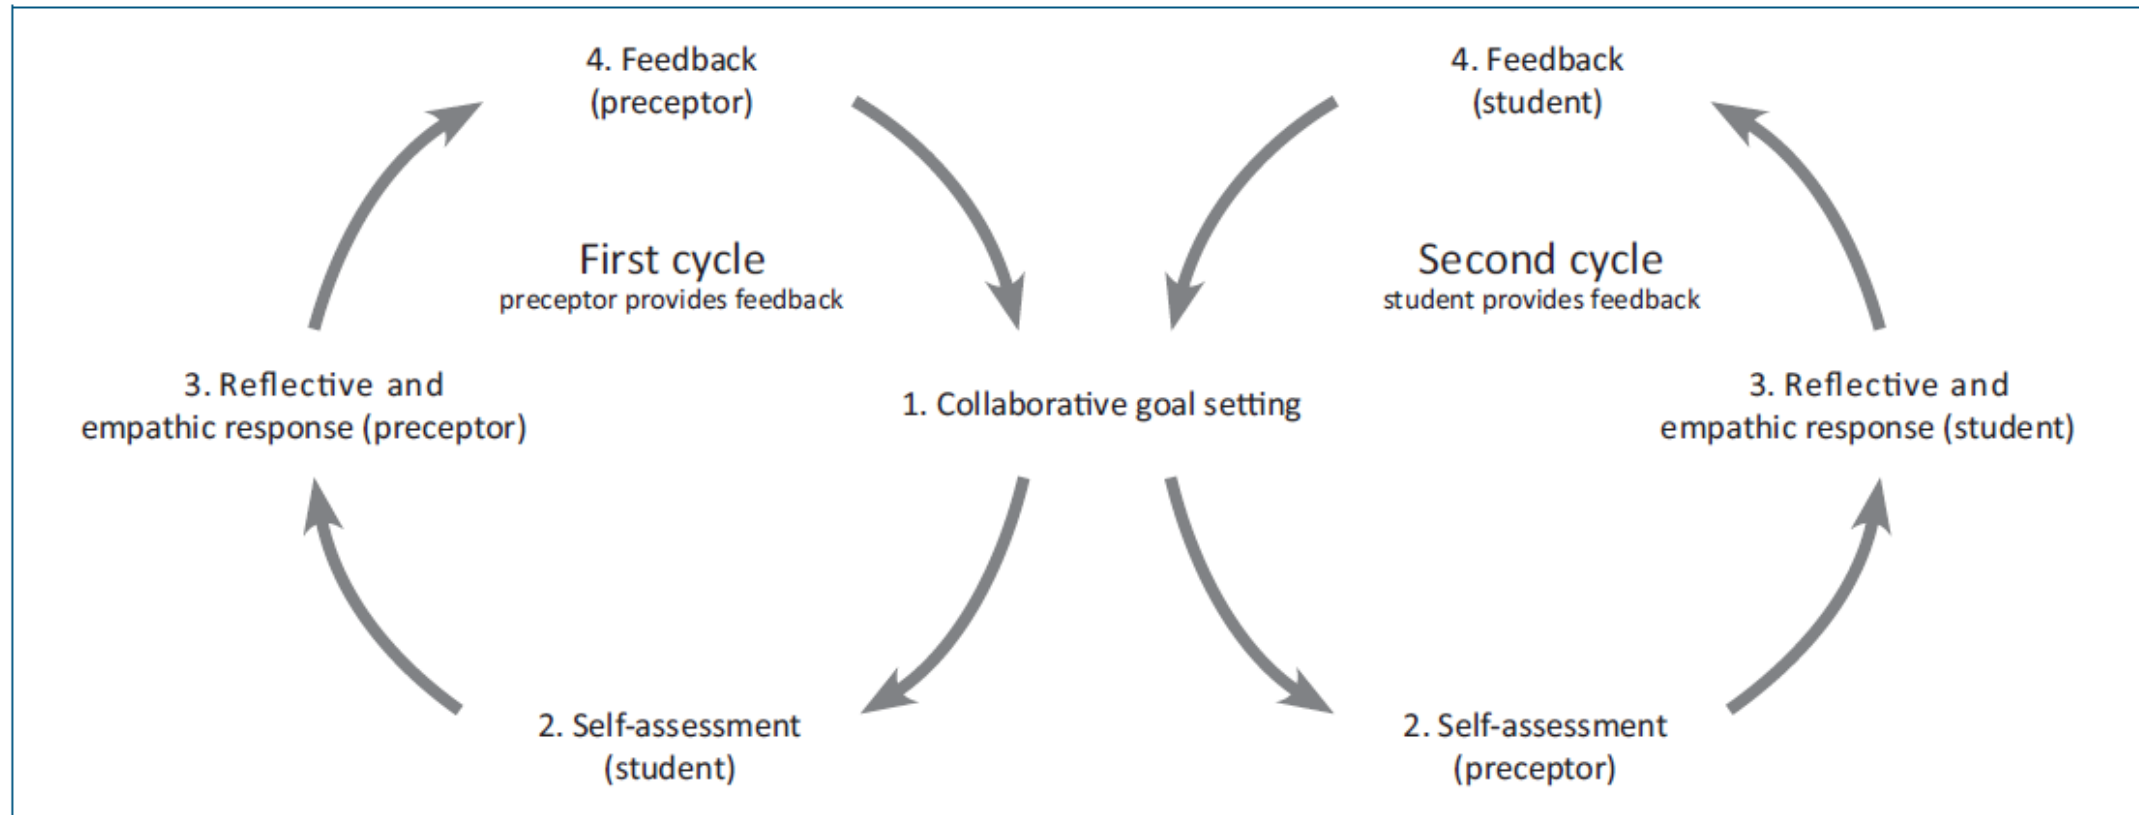 4. Feedback
(preceptor)
4. Feedback
(student)
First cycle
preceptor provides feedback
Second cycle
student provides feedback
3. Reflective and
empathic response (preceptor)
1. Collaborative goal setting
3. Reflective and
empathic response (student)
2. Self-assessment
(student)
2. Self-assessment
(preceptor)